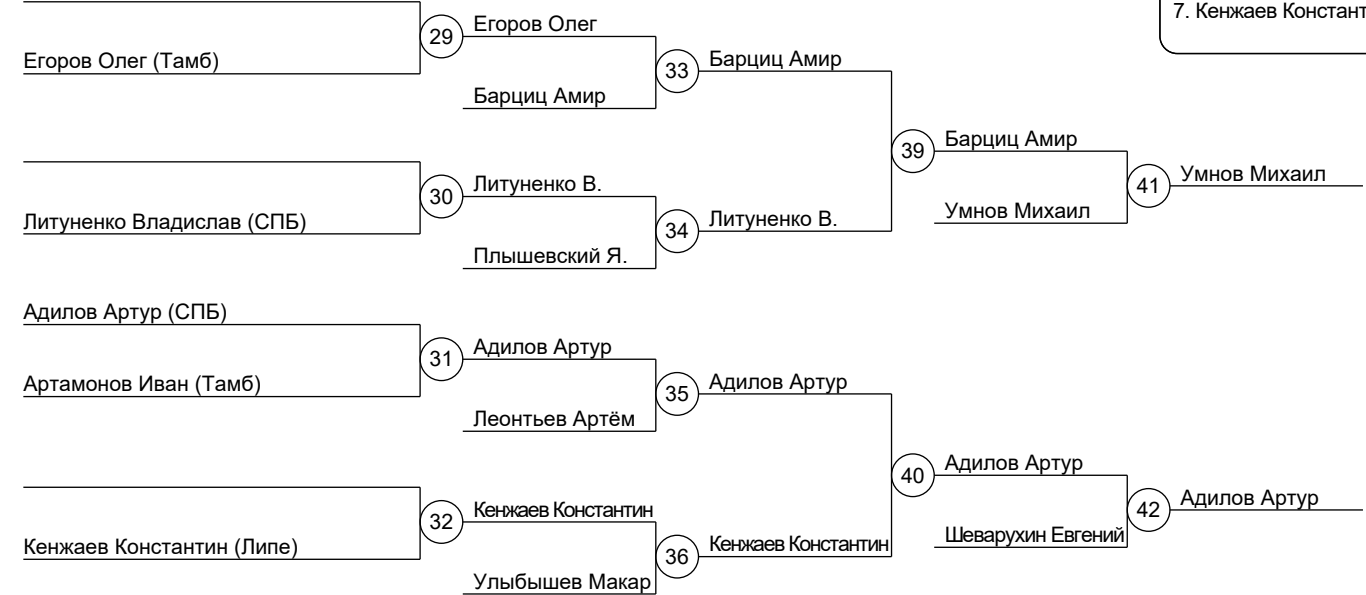 7. Кенжаев Констант
Егоров Олег
29
Барциц Амир
Егоров Олег (Тамб)
33
Барциц Амир
Барциц Амир
39
Умнов Михаил
Литуненко В.
41
30
Литуненко В.
Умнов Михаил
Литуненко Владислав (СПБ)
34
Плышевский Я.
Адилов Артур (СПБ)
Адилов Артур
31
Адилов Артур
Артамонов Иван (Тамб)
35
Леонтьев Артём
Адилов Артур
40
Адилов Артур
Кенжаев Константин
42
32
Шеварухин Евгений
Кенжаев Константин (Липе)
Кенжаев Константин
36
Улыбышев Макар